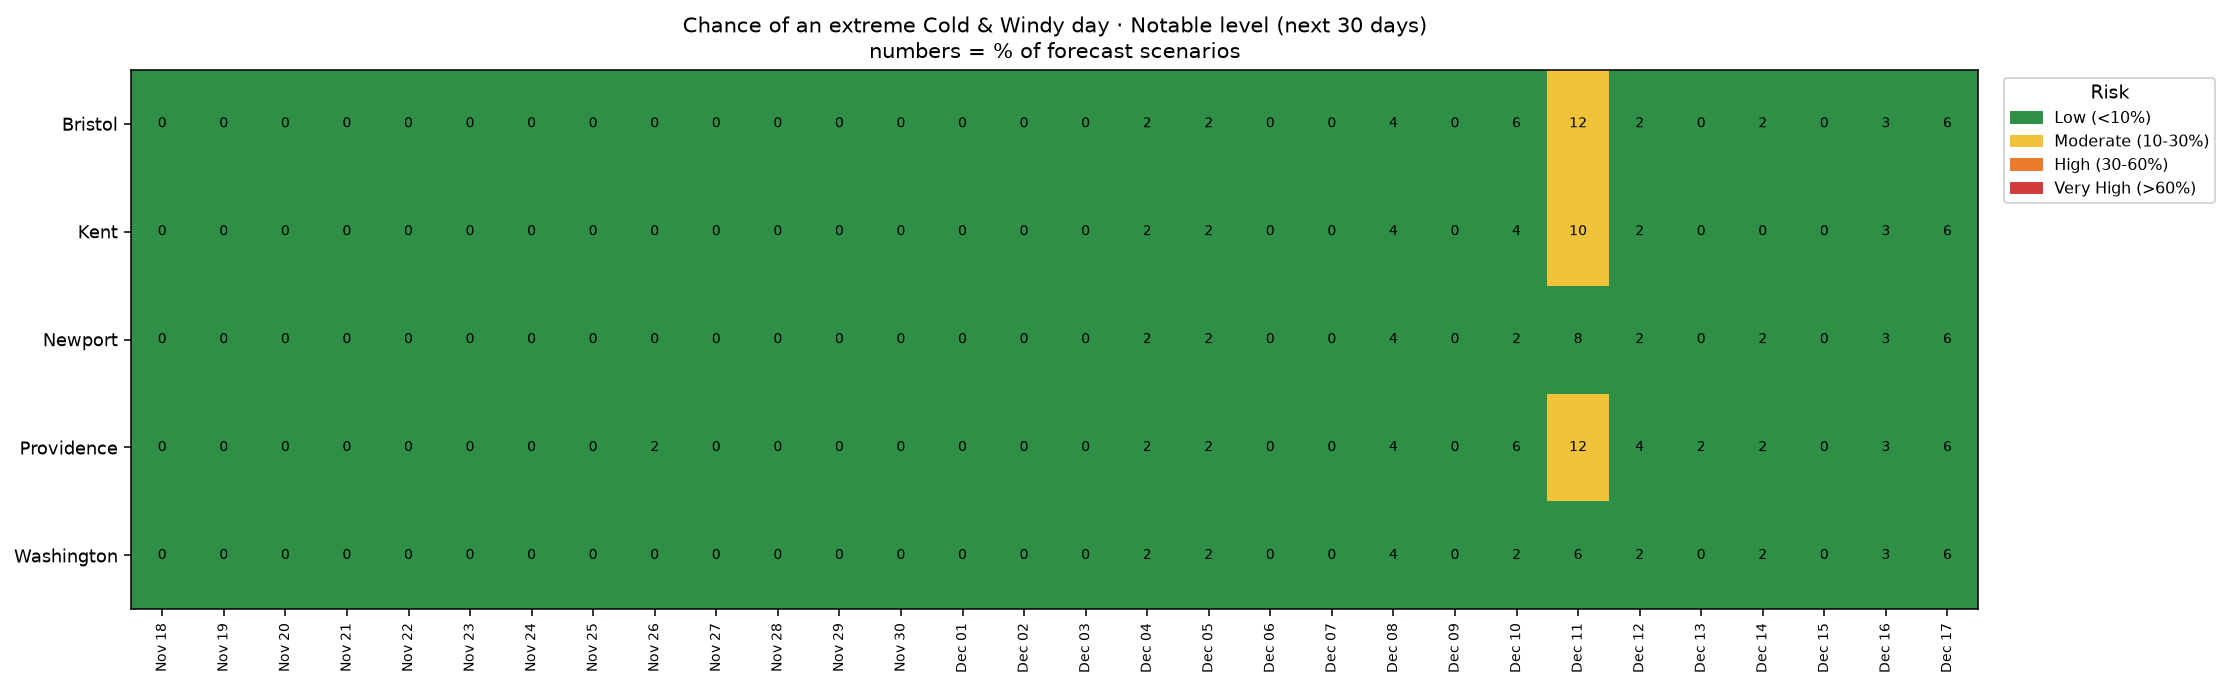 Chance of an extreme Cold & Windy day · Notable level (next 30 days)
numbers = % of forecast scenarios
Risk
Low (<10%)
Moderate (10-30%)
High (30-60%)
Very High (>60%)
Bristol 0 0 0 0 0 0 0 0 0 0 0 0 0 0 0 0 2 2 0 0 4 0 6 12 2 0 2 0 3 6
Kent 0 0 0 0 0 0 0 0 0 0 0 0 0 0 0 0 2 2 0 0 4 0 4 10 2 0 0 0 3 6
Newport 0 0 0 0 0 0 0 0 0 0 0 0 0 0 0 0 2 2 0 0 4 0 2 8 2 0 2 0 3 6
Providence 0 0 0 0 0 0 0 0 2 0 0 0 0 0 0 0 2 2 0 0 4 0 6 12 4 2 2 0 3 6
Washington 0 0 0 0 0 0 0 0 0 0 0 0 0 0 0 0 2 2 0 0 4 0 2 6 2 0 2 0 3 6
Nov 18 Nov 19 Nov 20 Nov 21 Nov 22 Nov 23 Nov 24 Nov 25 Nov 26 Nov 27 Nov 28 Nov 29 Nov 30 Dec 01 Dec 02 Dec 03 Dec 04 Dec 05 Dec 06 Dec 07 Dec 08 Dec 09 Dec 10 Dec 11 Dec 12 Dec 13 Dec 14 Dec 15 Dec 16 Dec 17